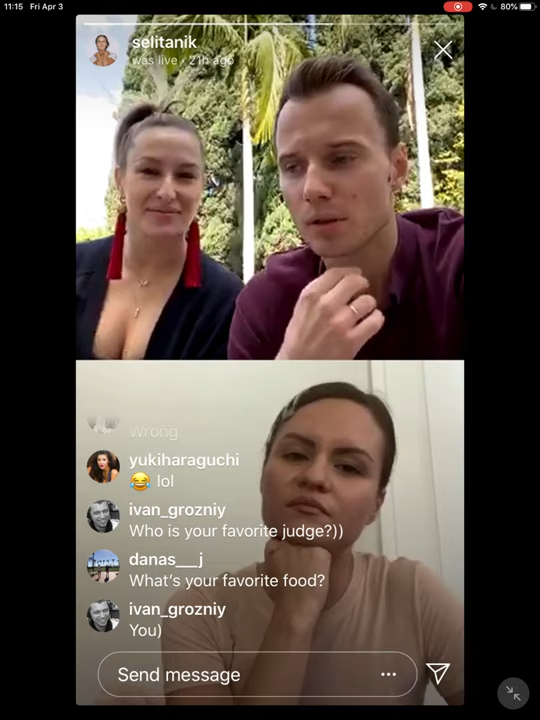 11:15 Fri Apr 3
80%
selitanik
was live · 21h ago
Wrong.
yukiharaguchi
😂 lol
ivan_grozniy
Who is your favorite judge?))
danas___j
What's your favorite food?
ivan_grozniy
You)
Send message